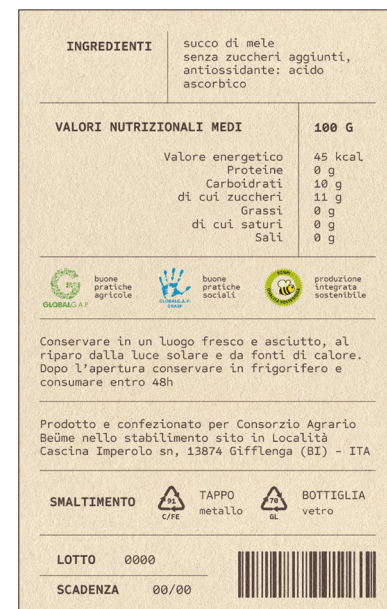 INGREDIENTI
succo di mele
senza zuccheri aggiunti,
antiossidante: acido
ascorbico
VALORI NUTRIZIONALI MEDI 100 G
Valore energetico 45 kcal
Proteine 0 g
Carboidrati 10 g
di cui zuccheri 11 g
Grassi 0 g
di cui saturi 0 g
Sali 0 g
GLOBALG.A.P.
buone
pratiche
agricole
GLOBALG.A.P.
GRASP
buone
pratiche
sociali
QUALITÀ SOSTENIBILE
produzione
integrata
sostenibile
Conservare in un luogo fresco e asciutto, al
riparo dalla luce solare e da fonti di calore.
Dopo l'apertura conservare in frigorifero e
consumare entro 48h
Prodotto e confezionato per Consorzio Agrario
Beüme nello stabilimento sito in Località
Cascina Imperolo sn, 13874 Gifflenga (BI) - ITA
SMALTIMENTO
91
C/FE
TAPPO
metallo
70
GL
BOTTIGLIA
vetro
LOTTO 0000
SCADENZA 00/00